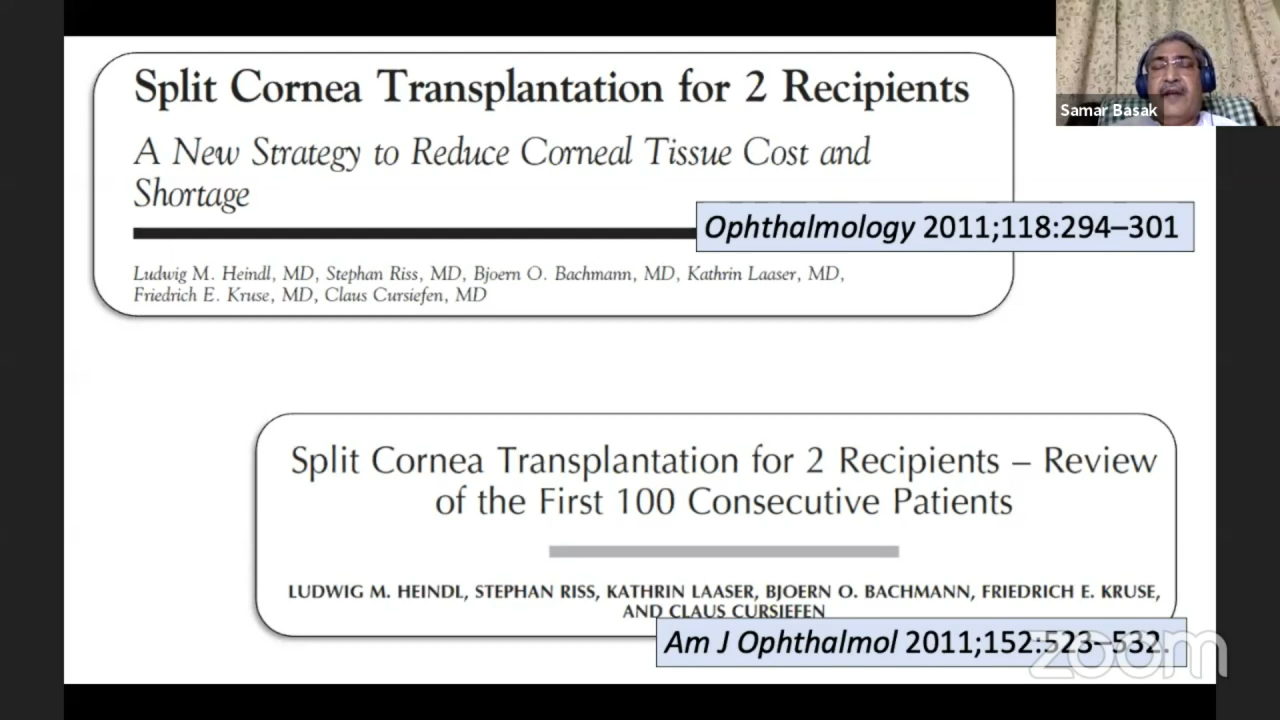 Split Cornea Transplantation for 2 Recipients
A New Strategy to Reduce Corneal Tissue Cost and
Shortage
Ophthalmology 2011;118:294–301
Ludwig M. Heindl, MD, Stephan Riss, MD, Bjoern O. Bachmann, MD, Kathrin Laaser, MD,
Friedrich E. Kruse, MD, Claus Cursiefen, MD
Samar Basak
Split Cornea Transplantation for 2 Recipients – Review
of the First 100 Consecutive Patients
LUDWIG M. HEINDL, STEPHAN RISS, KATHRIN LAASER, BJOERN O. BACHMANN, FRIEDRICH E. KRUSE,
AND CLAUS CURSIEFEN
Am J Ophthalmol 2011;152:523–532.
zoom